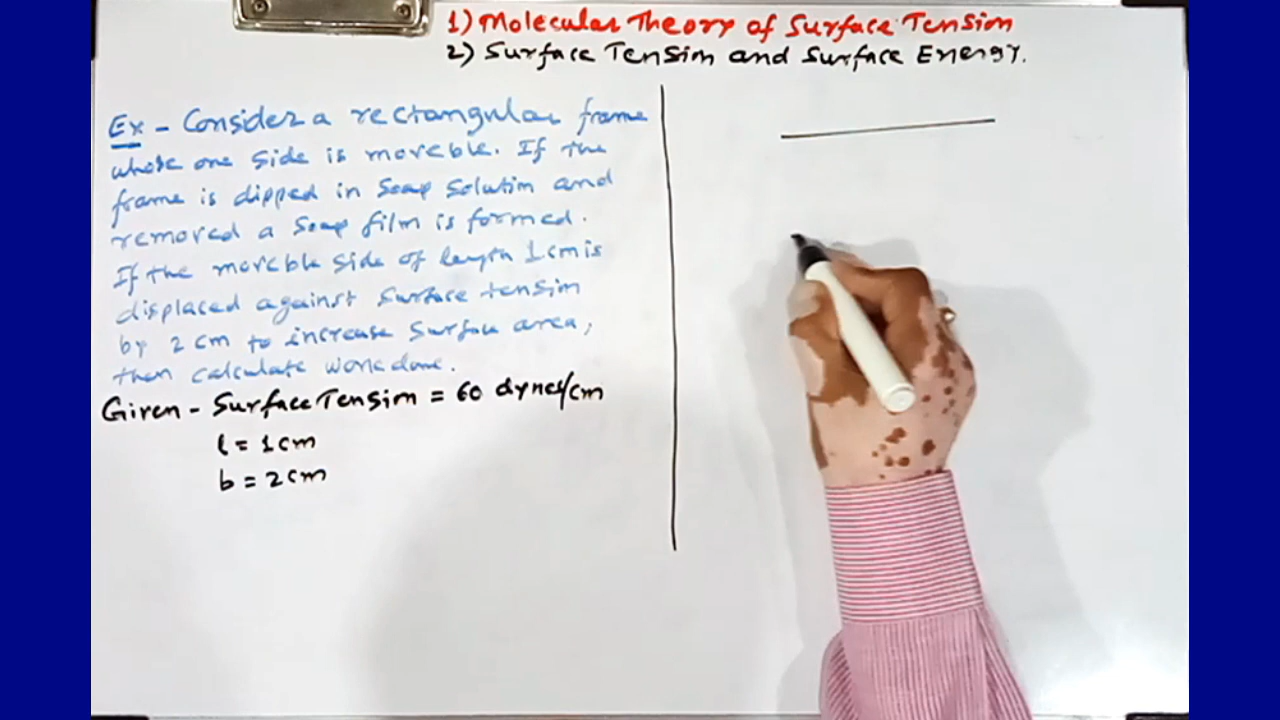 1) Molecular Theory of Surface Tension
2) Surface Tension and Surface Energy.
Ex - Consider a rectangular frame
whose one side is moveble. If the
frame is dipped in Soap Solution and
removed a Soap film is formed.
If the moveble side of length 1cm is
displaced against Surface tension
by 2 cm to increase Surface area,
then calculate work done.
Given - Surface Tension = 60 dynes/cm
l = 1cm
b = 2cm